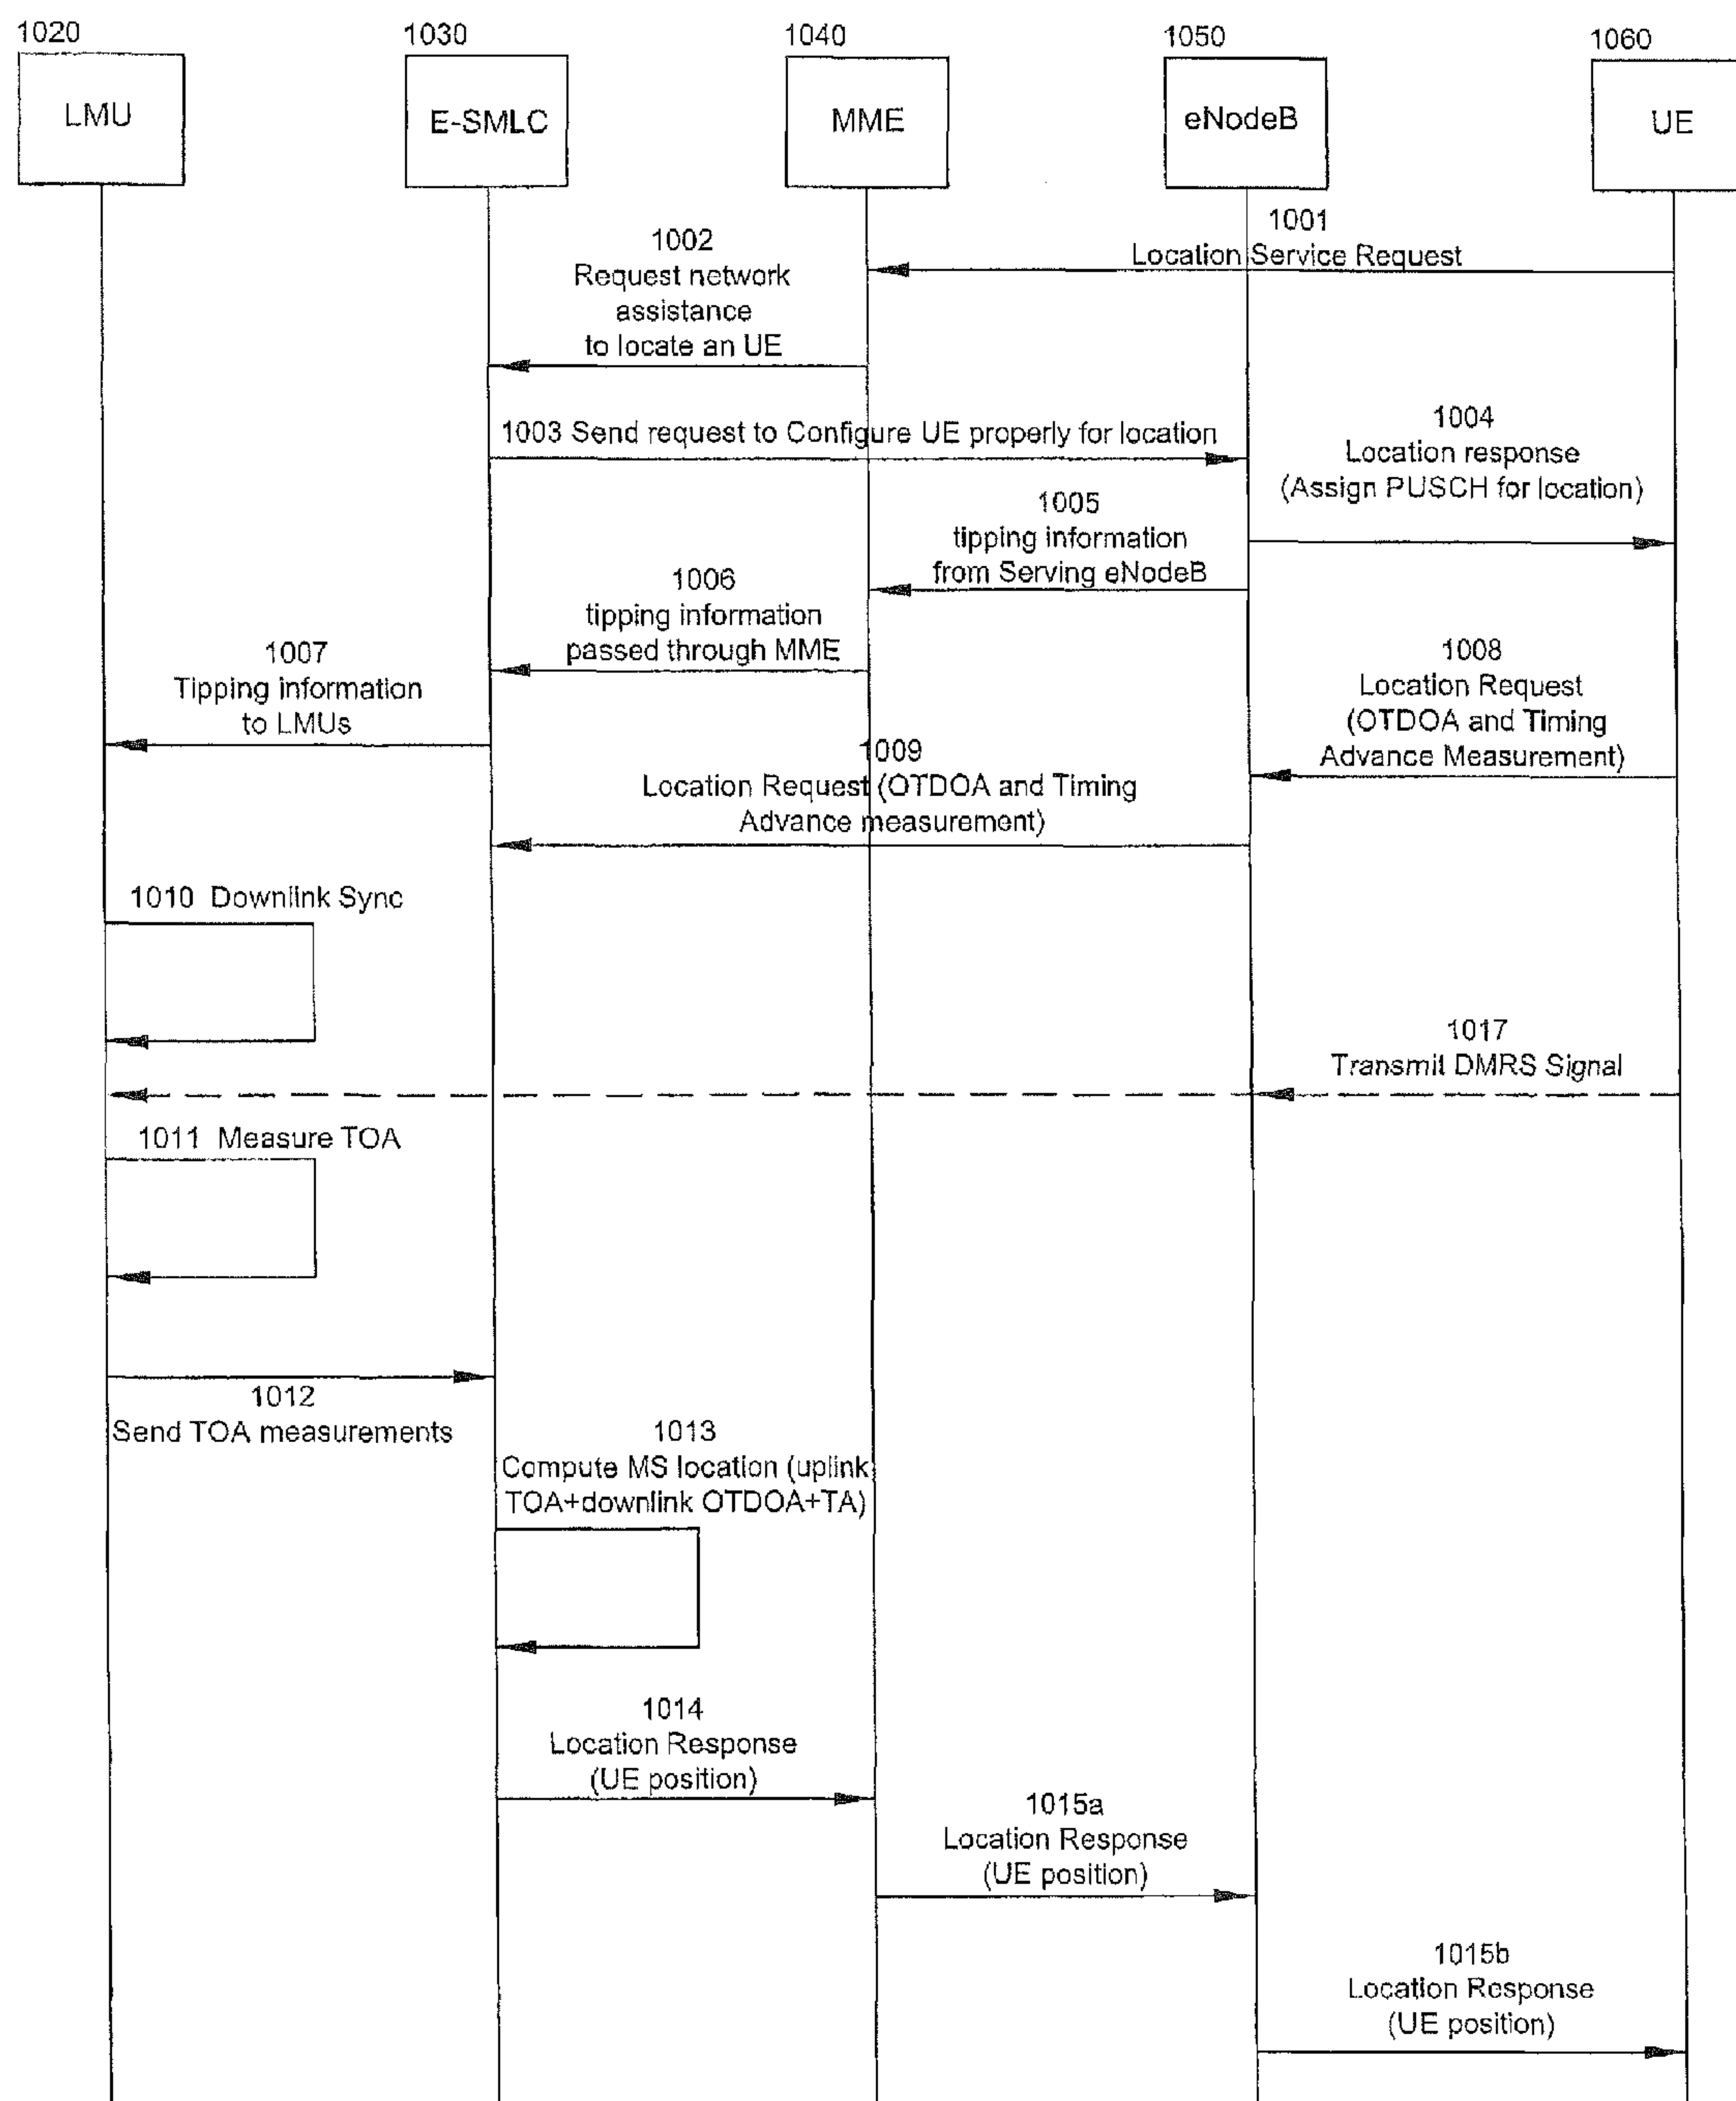 1020
1030
1040
1050
1060
LMU
E-SMLC
MME
eNodeB
UE
1001
Location Service Request
1002
Request network
assistance
to locate an UE
1003 Send request to Configure UE properly for location
1004
Location response
(Assign PUSCH for location)
1005
tipping information
from Serving eNodeB
1006
tipping information
passed through MME
1007
Tipping information
to LMUs
1008
Location Request
(OTDOA and Timing
Advance Measurement)
1009
Location Request (OTDOA and Timing
Advance measurement)
1010 Downlink Sync
1017
Transmit DMRS Signal
1011 Measure TOA
1012
Send TOA measurements
1013
Compute MS location (uplink
TOA+downlink OTDOA+TA)
1014
Location Response
(UE position)
1015a
Location Response
(UE position)
1015b
Location Response
(UE position)